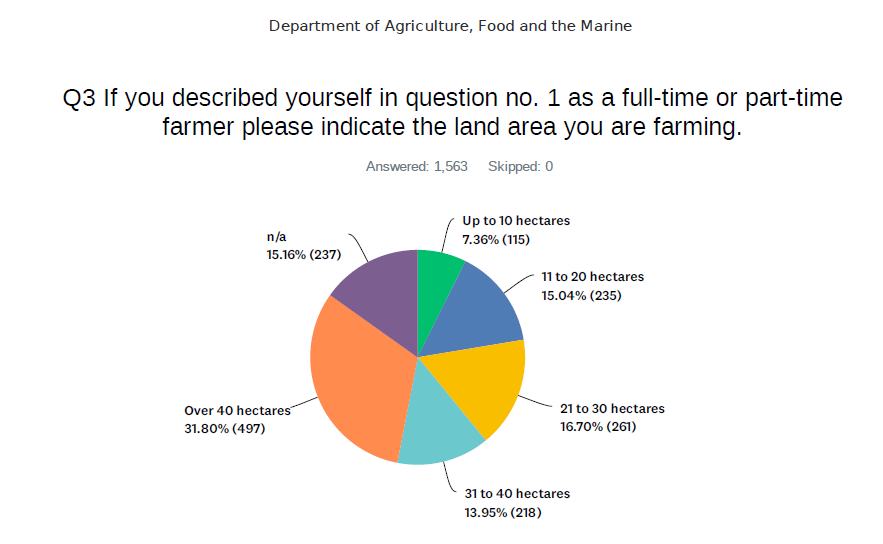 Department of Agriculture, Food and the Marine
Q3 If you described yourself in question no. 1 as a full-time or part-time
farmer please indicate the land area you are farming.
Answered: 1,563 Skipped: 0
Up to 10 hectares
7.36% (115)
11 to 20 hectares
15.04% (235)
21 to 30 hectares
16.70% (261)
31 to 40 hectares
13.95% (218)
Over 40 hectares
31.80% (497)
n/a
15.16% (237)